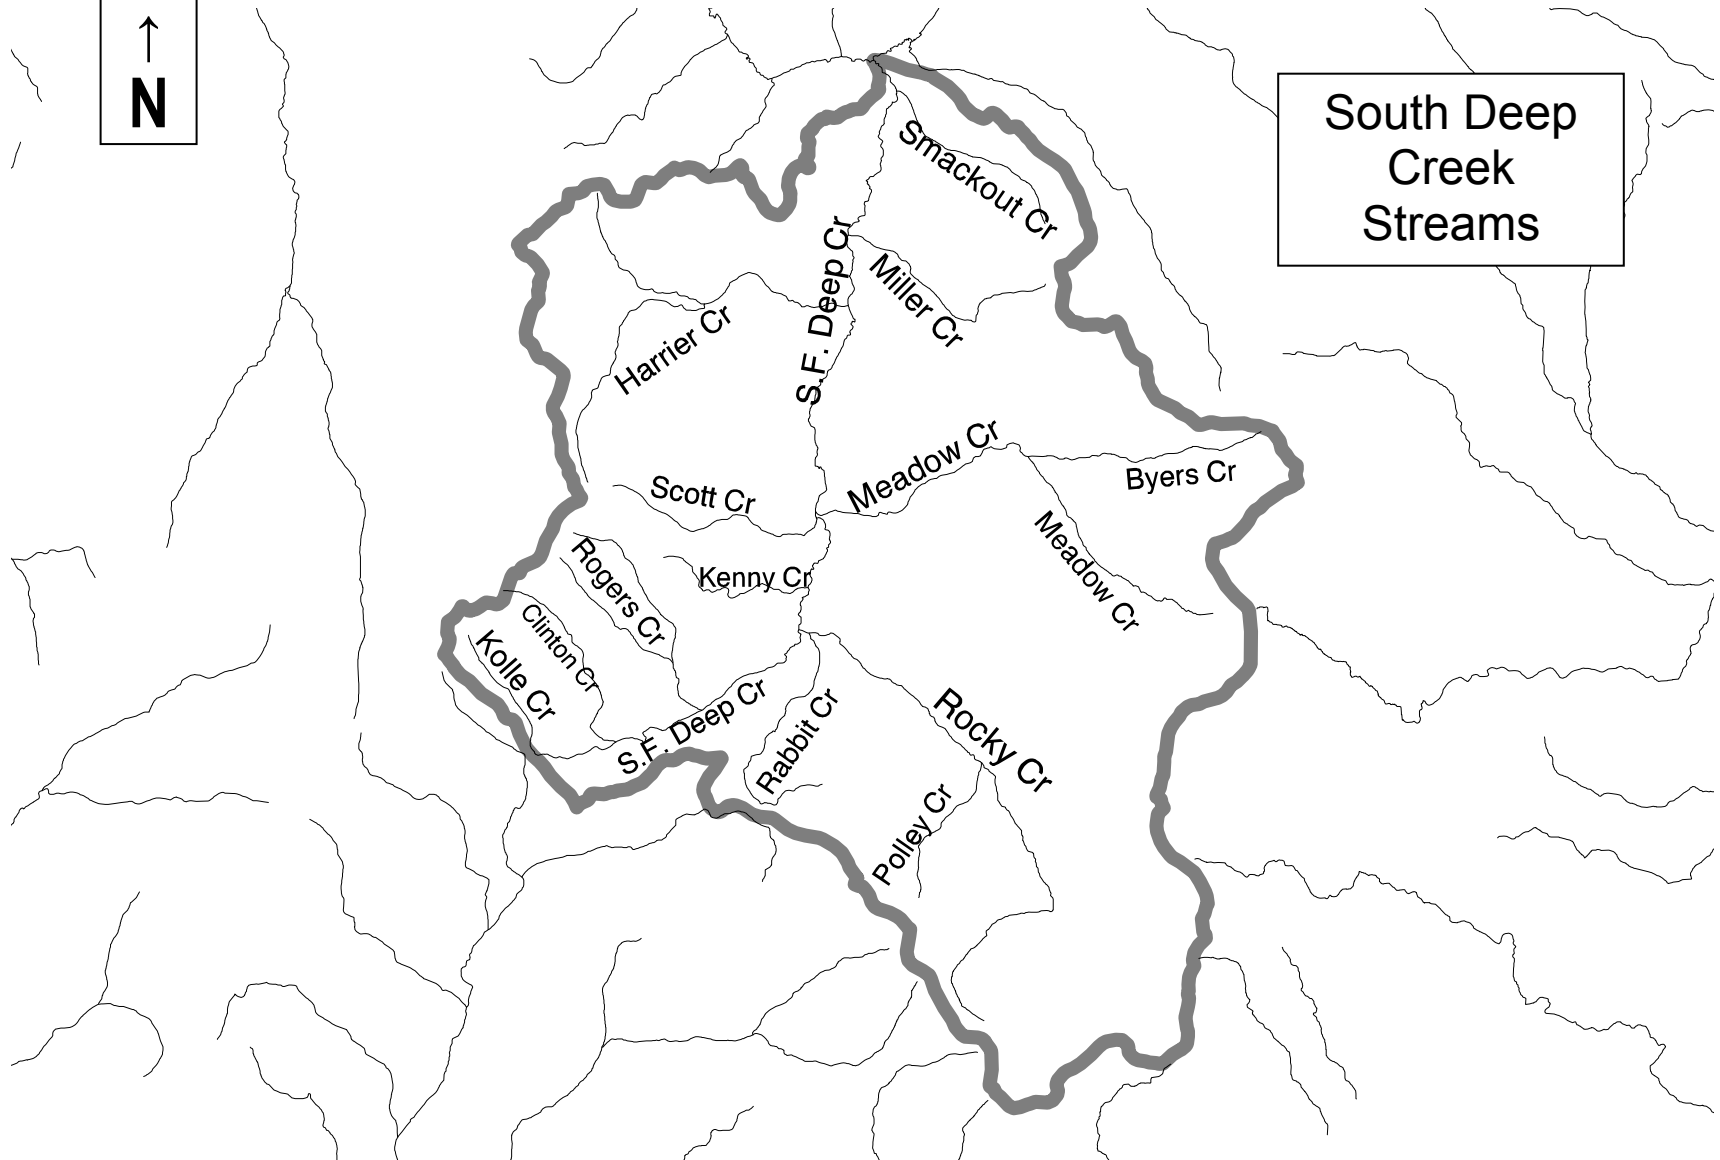 ↑
N
South Deep
Creek
Streams
Smackout Cr
S.F. Deep Cr
Miller Cr
Harrier Cr
Meadow Cr
Byers Cr
Scott Cr
Meadow Cr
Rogers Cr
Kenny Cr
Clinton Cr
Kolle Cr
S.F. Deep Cr
Rabbit Cr
Rocky Cr
Polley Cr